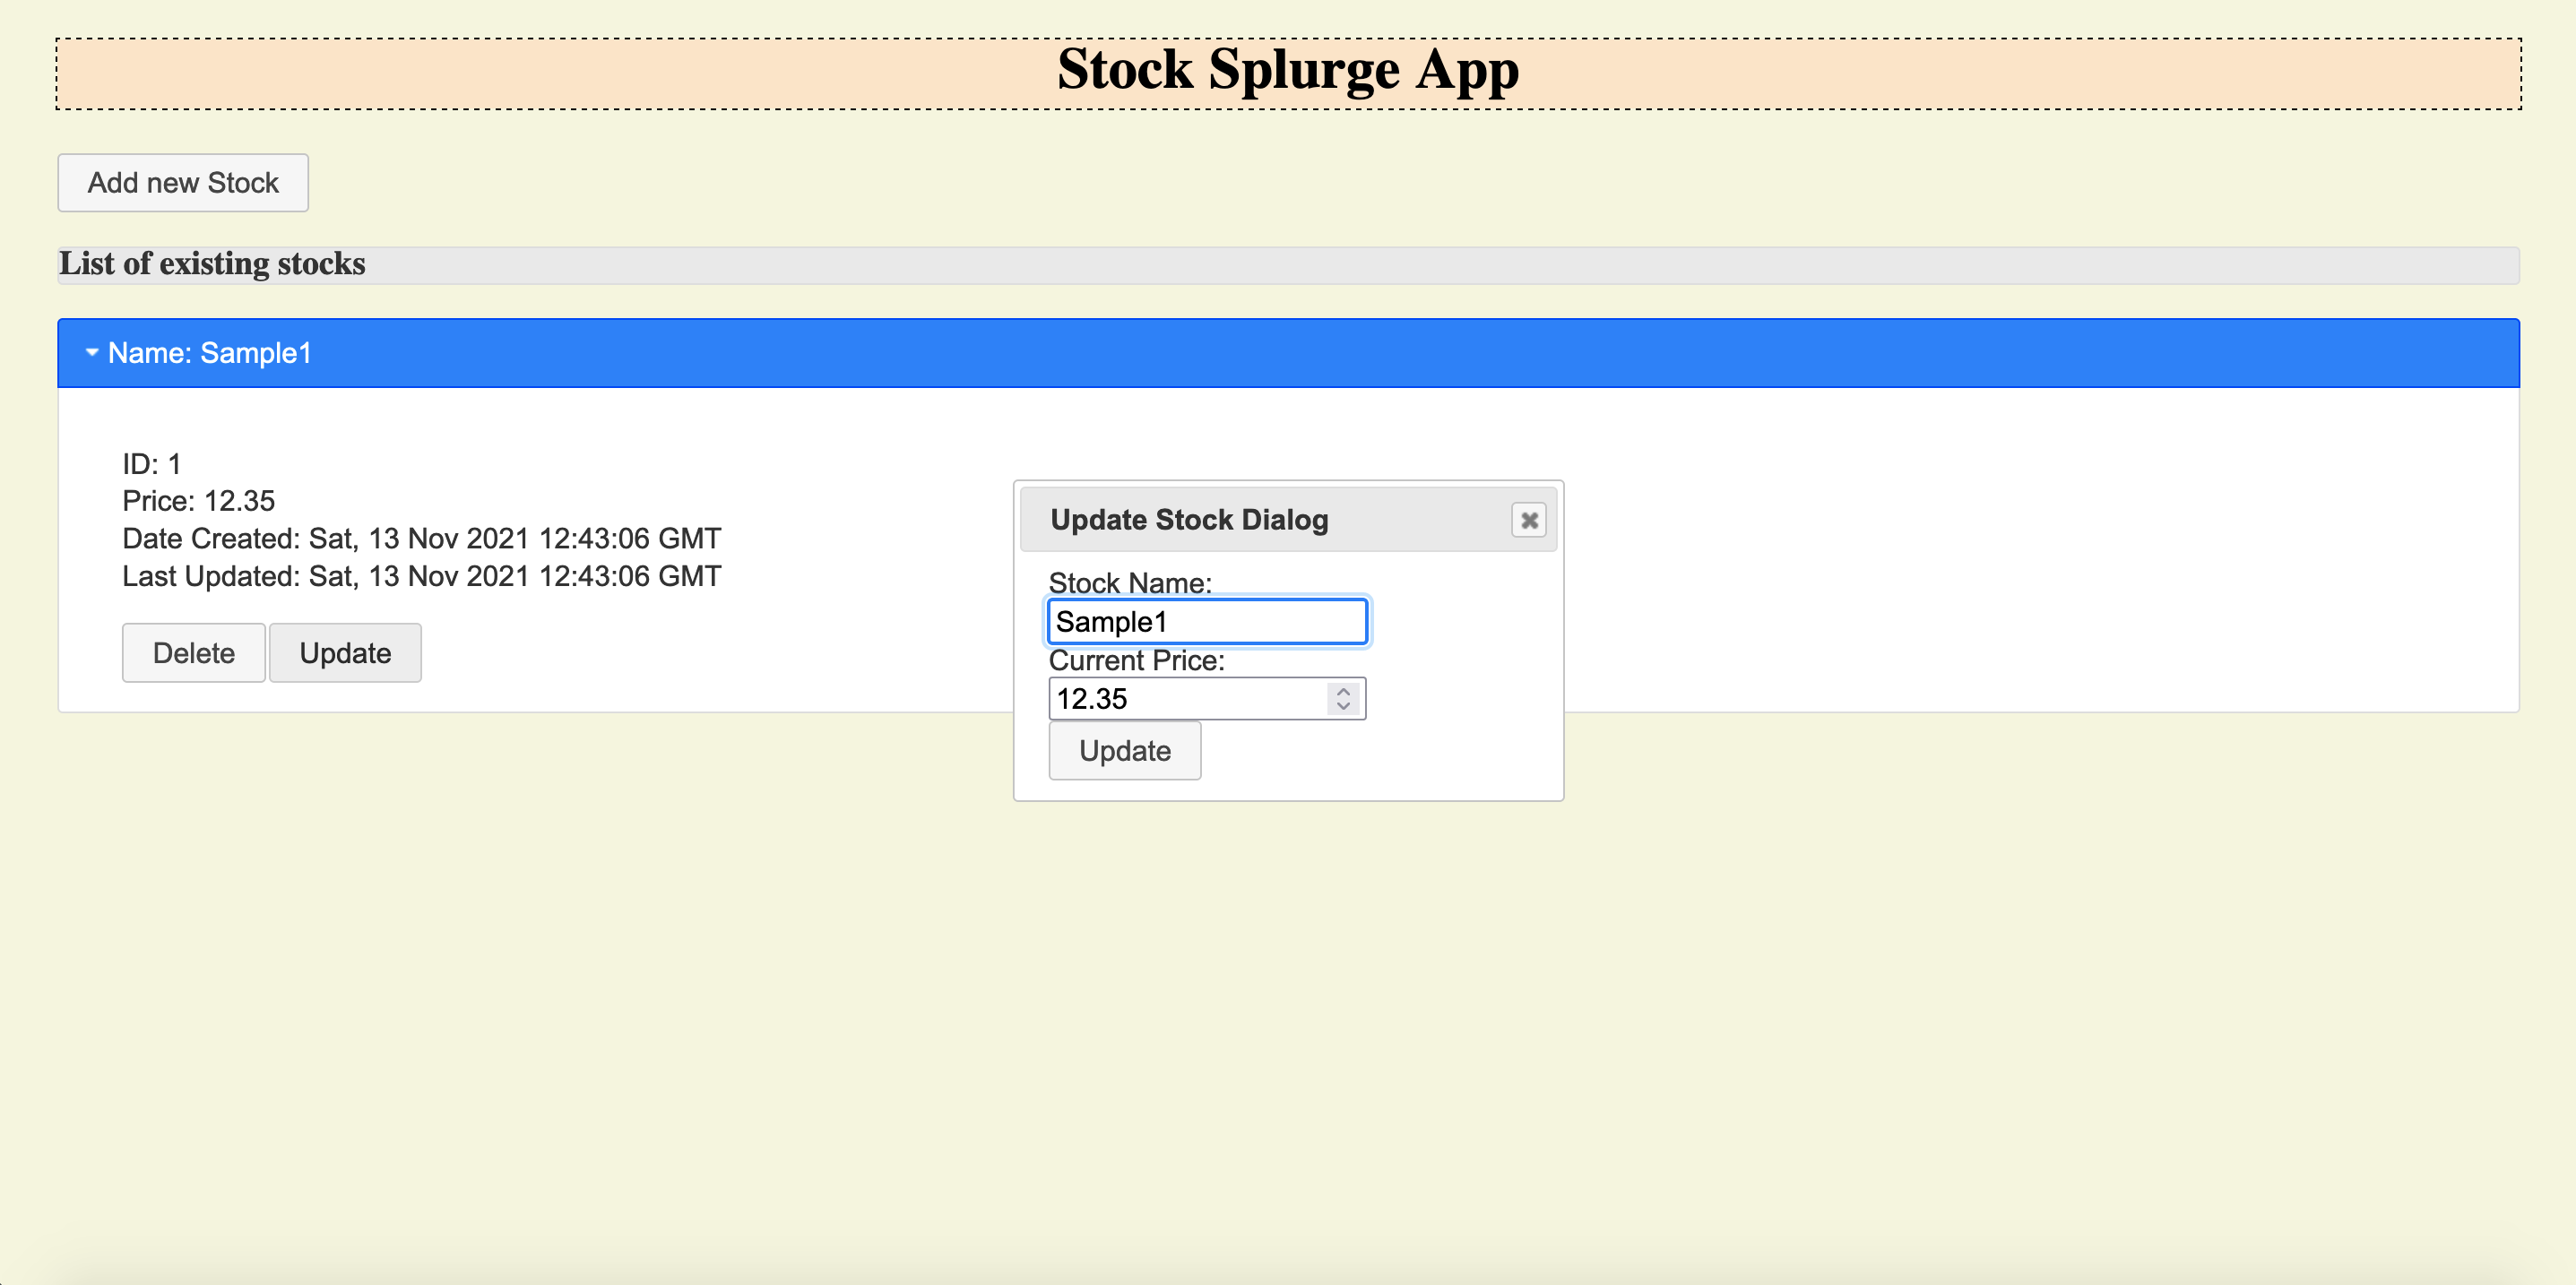 Stock Splurge App
Add new Stock
List of existing stocks
Name: Sample1
ID: 1
Price: 12.35
Date Created: Sat, 13 Nov 2021 12:43:06 GMT
Last Updated: Sat, 13 Nov 2021 12:43:06 GMT
Delete Update
Update Stock Dialog
Stock Name:
Sample1
Current Price:
12.35
Update